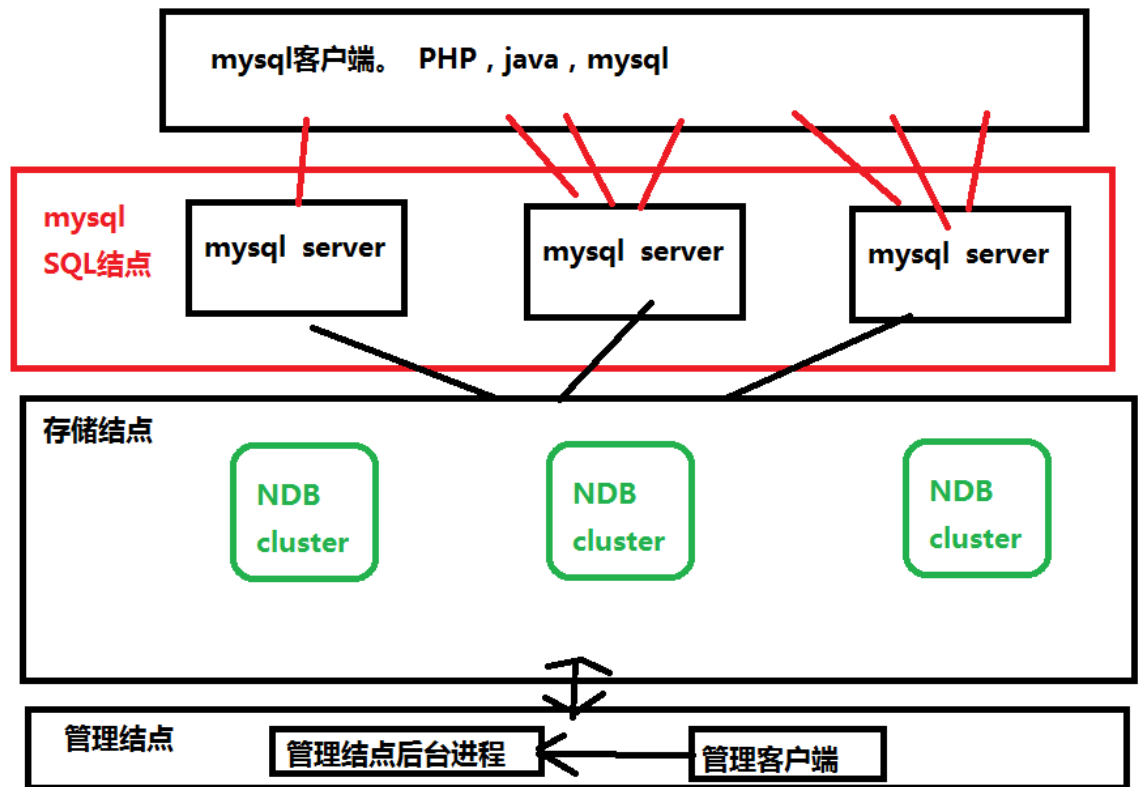 mysql客户端。 PHP，java，mysql
mysql
SQL结点
mysql server
mysql server
mysql server
存储结点
NDB
cluster
NDB
cluster
NDB
cluster
管理结点
管理结点后台进程
管理客户端